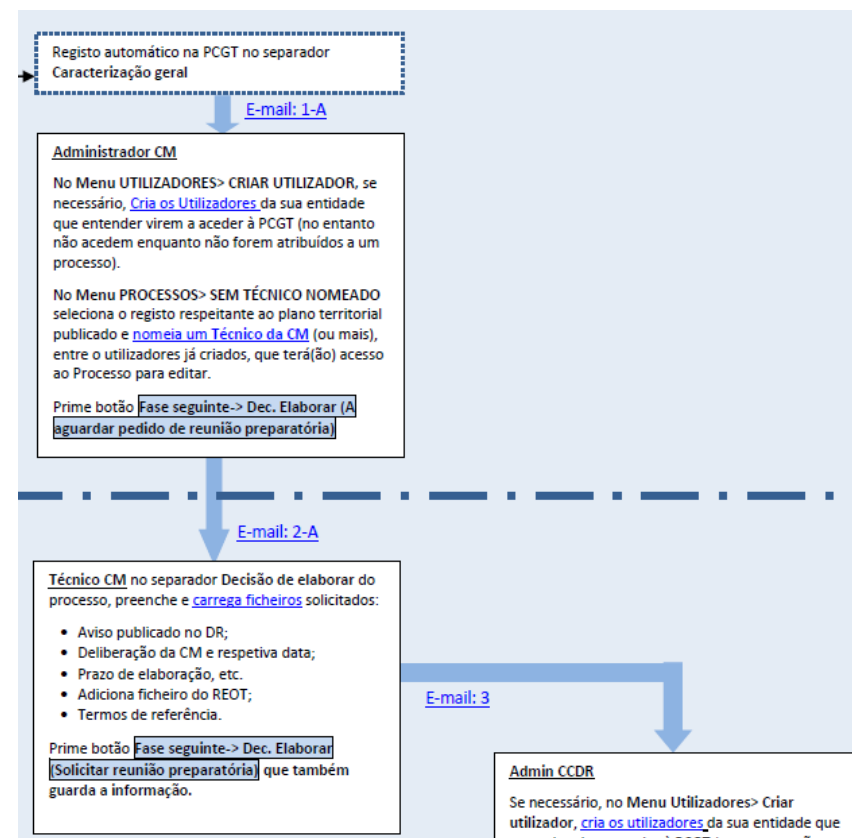 Registo automático na PCGT no separador
Caracterização geral
E-mail: 1-A
Administrador CM
No Menu UTILIZADORES> CRIAR UTILIZADOR, se
necessário, Cria os Utilizadores da sua entidade
que entender virem a aceder à PCGT (no entanto
não acedem enquanto não forem atribuídos a um
processo).
No Menu PROCESSOS> SEM TÉCNICO NOMEADO
seleciona o registo respeitante ao plano territorial
publicado e nomeia um Técnico da CM (ou mais),
entre o utilizadores já criados, que terá(ão) acesso
ao Processo para editar.
Prime botão Fase seguinte-> Dec. Elaborar (A
aguardar pedido de reunião preparatória)
E-mail: 2-A
Técnico CM no separador Decisão de elaborar do
processo, preenche e carrega ficheiros solicitados:
• Aviso publicado no DR;
• Deliberação da CM e respetiva data;
• Prazo de elaboração, etc.
• Adiciona ficheiro do REOT;
• Termos de referência.
Prime botão Fase seguinte-> Dec. Elaborar
(Solicitar reunião preparatória) que também
guarda a informação.
E-mail: 3
Admin CCDR
Se necessário, no Menu Utilizadores> Criar
utilizador, cria os utilizadores da sua entidade que